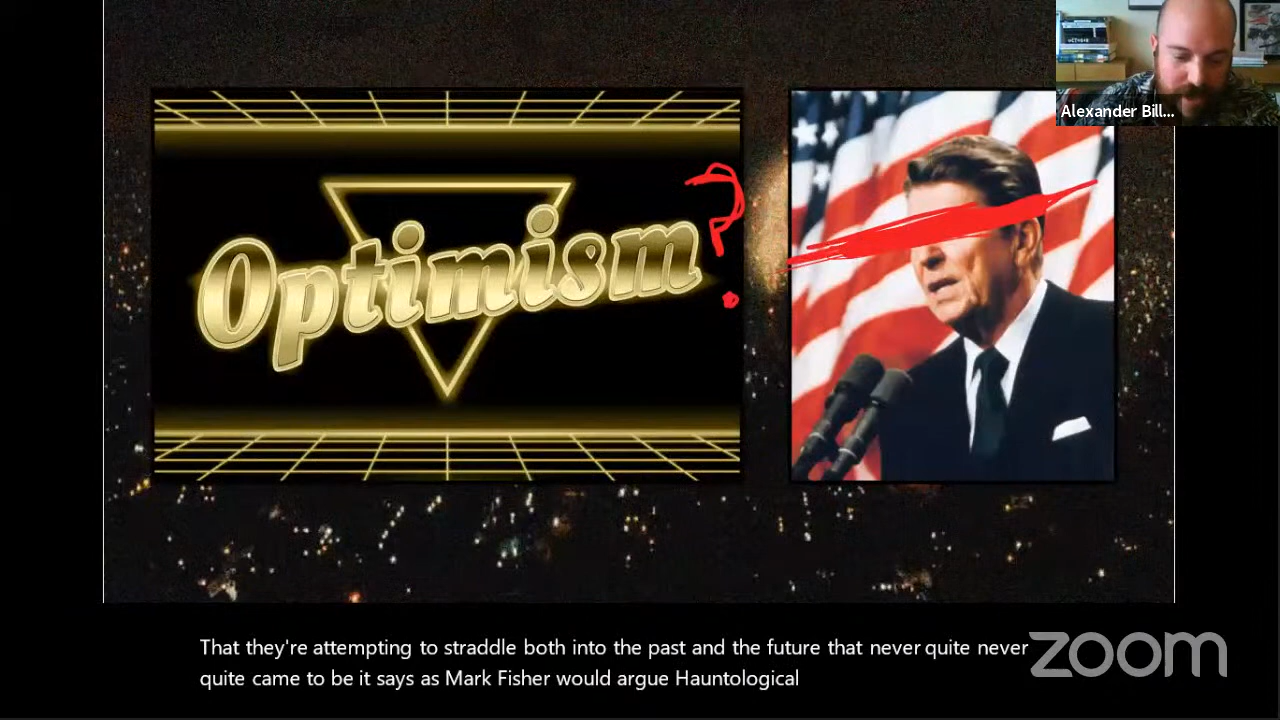 Alexander Bill...
Optimism?
That they're attempting to straddle both into the past and the future that never quite never
quite came to be it says as Mark Fisher would argue Hauntological
zoom